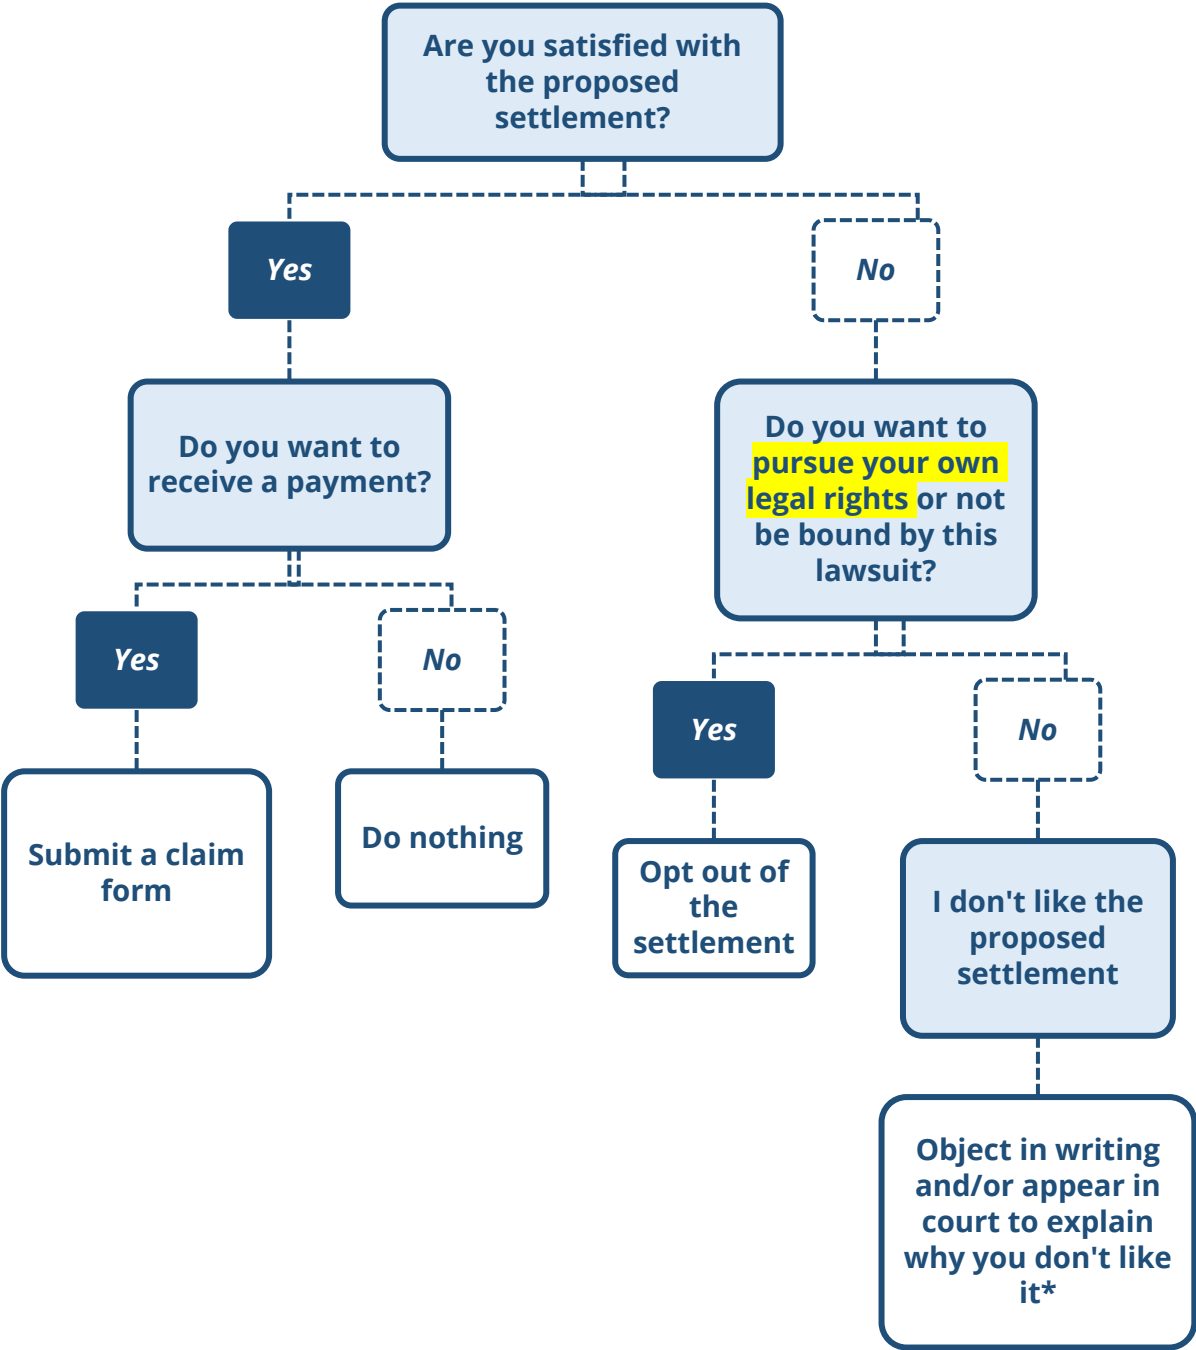 Are you satisfied with
the proposed
settlement?
Yes
No
Do you want to
receive a payment?
Do you want to
pursue your own
legal rights or not
be bound by this
lawsuit?
Yes
No
Yes
No
Submit a claim
form
Do nothing
Opt out of
the
settlement
I don't like the
proposed
settlement
Object in writing
and/or appear in
court to explain
why you don't like
it*